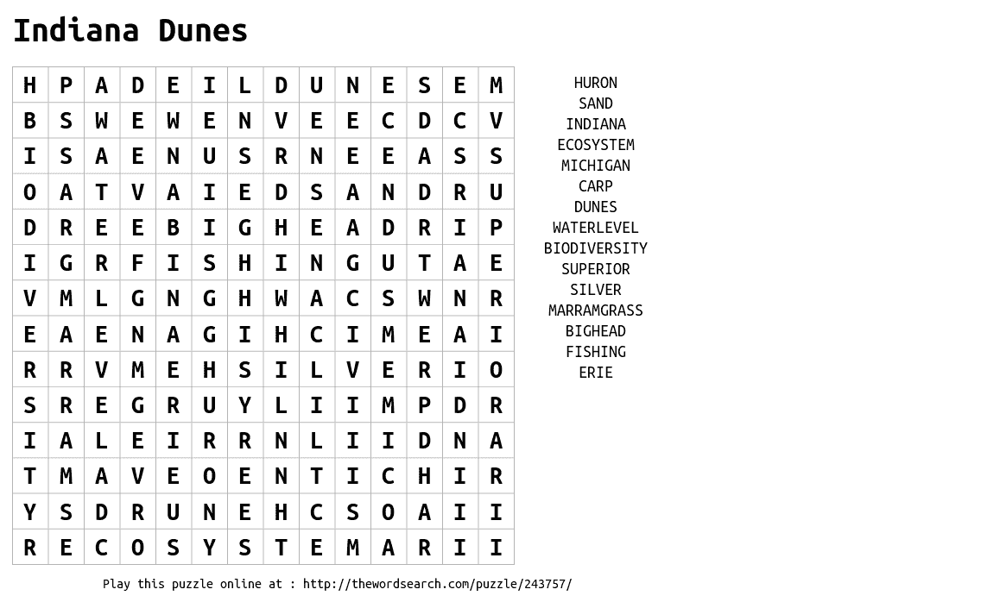 Indiana Dunes
H P A D E I L D U N E S E M
B S W E W E N V E E C D C V
I S A E N U S R N E E A S S
O A T V A I E D S A N D R U
D R E E B I G H E A D R I P
I G R F I S H I N G U T A E
V M L G N G H W A C S W N R
E A E N A G I H C I M E A I
R R V M E H S I L V E R I O
S R E G R U Y L I I M P D R
I A L E I R R N L I I D N A
T M A V E O E N T I C H I R
Y S D R U N E H C S O A I I
R E C O S Y S T E M A R I I
HURON
SAND
INDIANA
ECOSYSTEM
MICHIGAN
CARP
DUNES
WATERLEVEL
BIODIVERSITY
SUPERIOR
SILVER
MARRAMGRASS
BIGHEAD
FISHING
ERIE
Play this puzzle online at : http://thewordsearch.com/puzzle/243757/